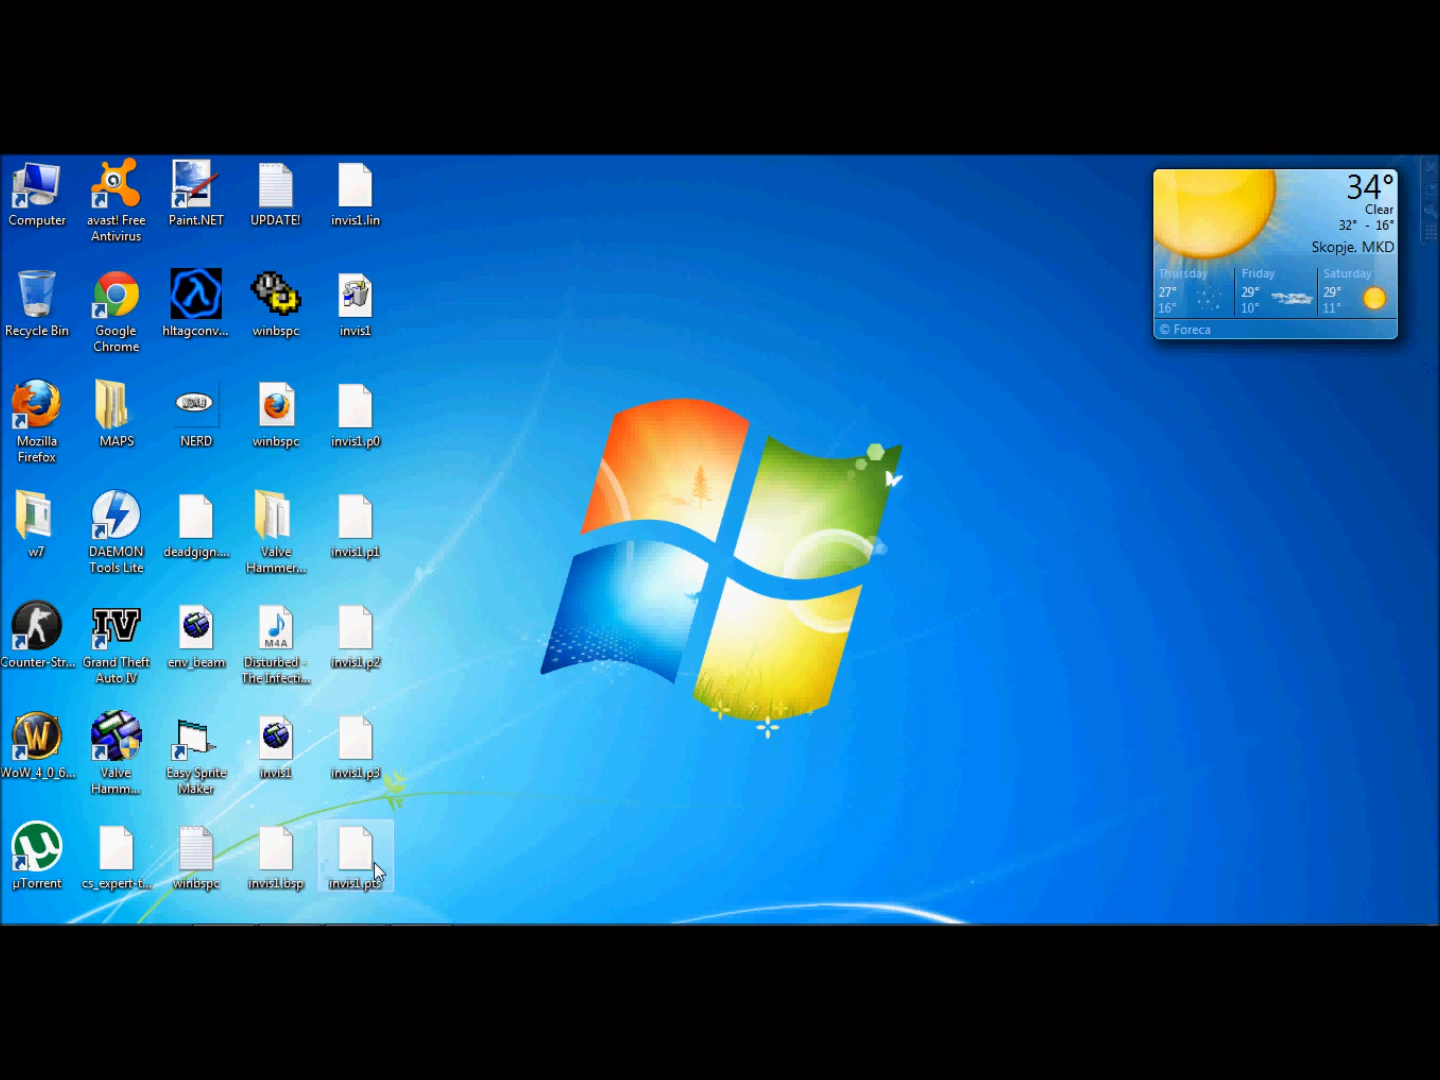 Computer
avast! Free
Antivirus
Paint.NET
UPDATE!
invis1.lin
Recycle Bin
Google
Chrome
hltagconv...
winbspc
invis1
Mozilla
Firefox
MAPS
NERD
winbspc
invis1.p0
w7
DAEMON
Tools Lite
deadgign....
Valve
Hammer...
invis1.p1
Counter-Str...
IV
Grand Theft
Auto IV
env_beam
M4A
Disturbed -
The Infecti...
invis1.p2
WoW_4_0_6...
Valve
Hamm...
Easy Sprite
Maker
invis1
invis1.p3
µTorrent
cs_expert-t...
winbspc
invis1.bsp
invis1.pts
34°
Clear
32° - 16°
Skopje, MKD
Thursday
27°
16°
Friday
29°
10°
Saturday
29°
11°
© Foreca